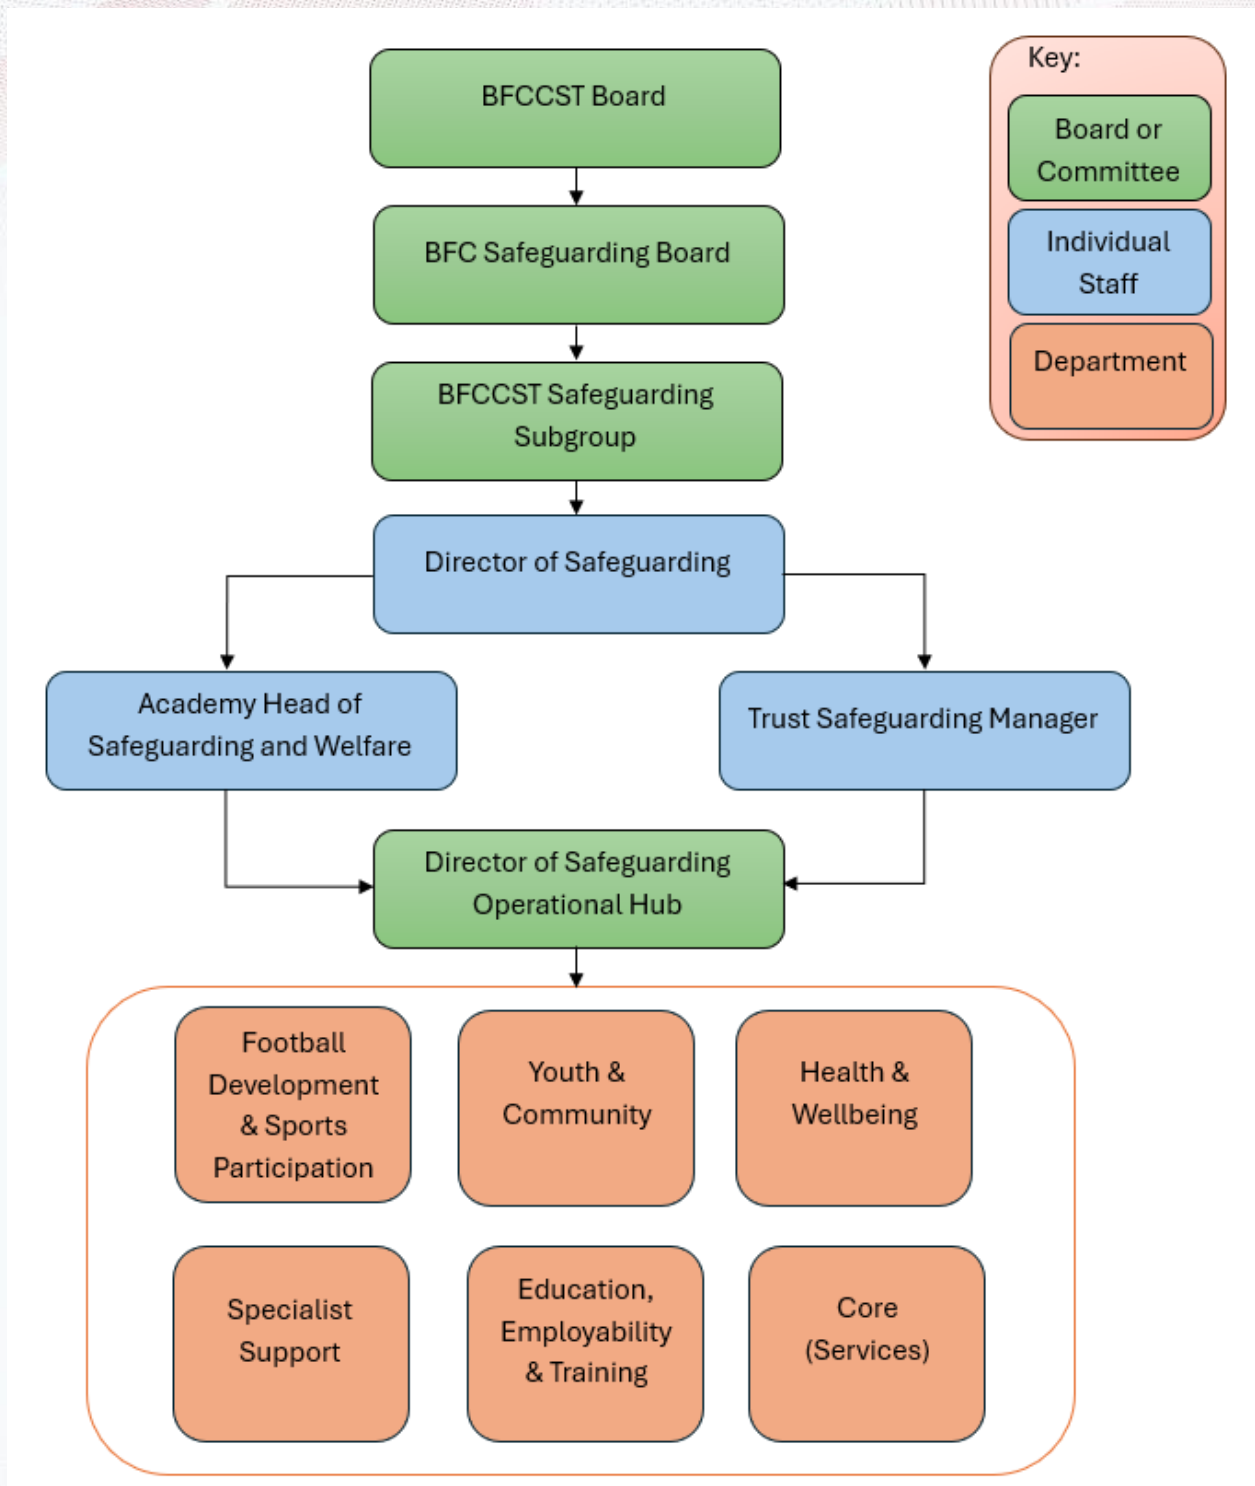 BFCCST Board
Key:
Board or
Committee
Individual
Staff
Department
BFC Safeguarding Board
BFCCST Safeguarding
Subgroup
Director of Safeguarding
Academy Head of
Safeguarding and Welfare
Trust Safeguarding Manager
Director of Safeguarding
Operational Hub
Football
Development
& Sports
Participation
Youth &
Community
Health &
Wellbeing
Specialist
Support
Education,
Employability
& Training
Core
(Services)